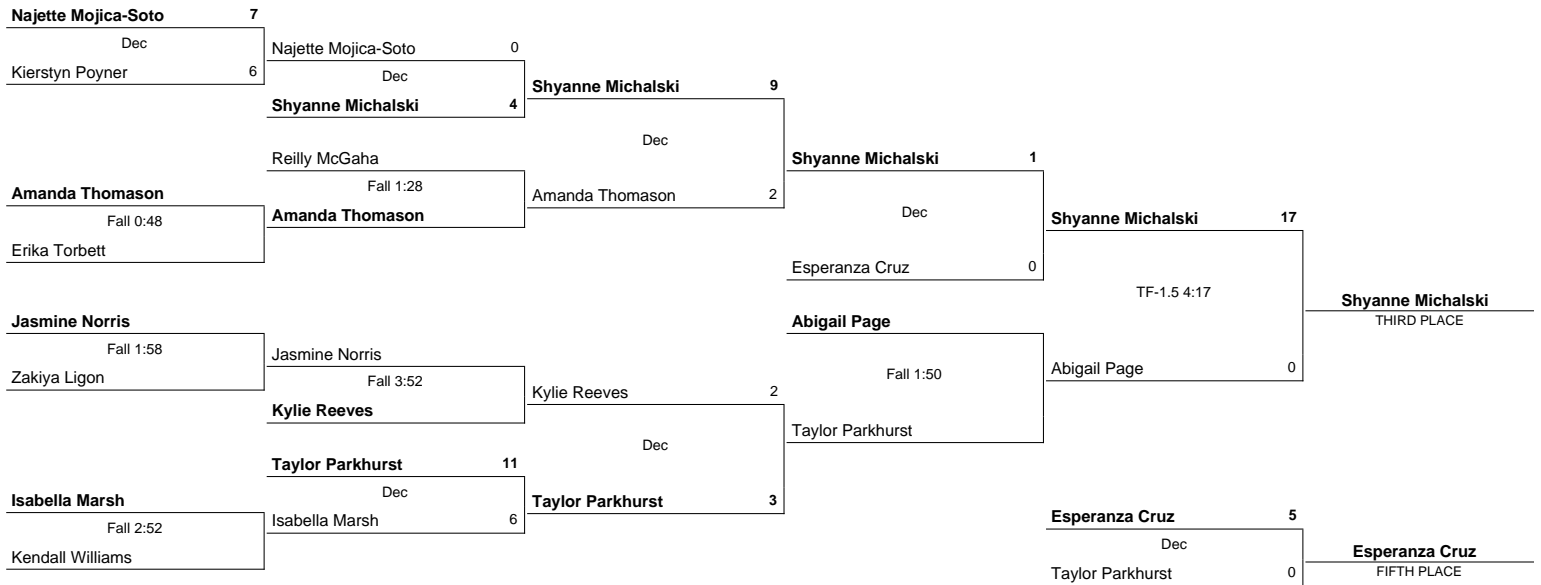 Najette Mojica-Soto 7
Dec
Kierstyn Poyner 6
Amanda Thomason
Fall 0:48
Erika Torbett
Jasmine Norris
Fall 1:58
Zakiya Ligon
Isabella Marsh
Fall 2:52
Kendall Williams
Najette Mojica-Soto 0
Dec
Shyanne Michalski 4
Reilly McGaha
Fall 1:28
Amanda Thomason
Jasmine Norris
Fall 3:52
Kylie Reeves
Taylor Parkhurst 11
Dec
Isabella Marsh 6
Shyanne Michalski 9
Dec
Amanda Thomason 2
Kylie Reeves 2
Dec
Taylor Parkhurst 3
Shyanne Michalski 1
Dec
Esperanza Cruz 0
Abigail Page
Fall 1:50
Taylor Parkhurst
Shyanne Michalski 17
TF-1.5 4:17
Abigail Page 0
Shyanne Michalski
THIRD PLACE
Esperanza Cruz 5
Dec
Taylor Parkhurst 0
Esperanza Cruz
FIFTH PLACE